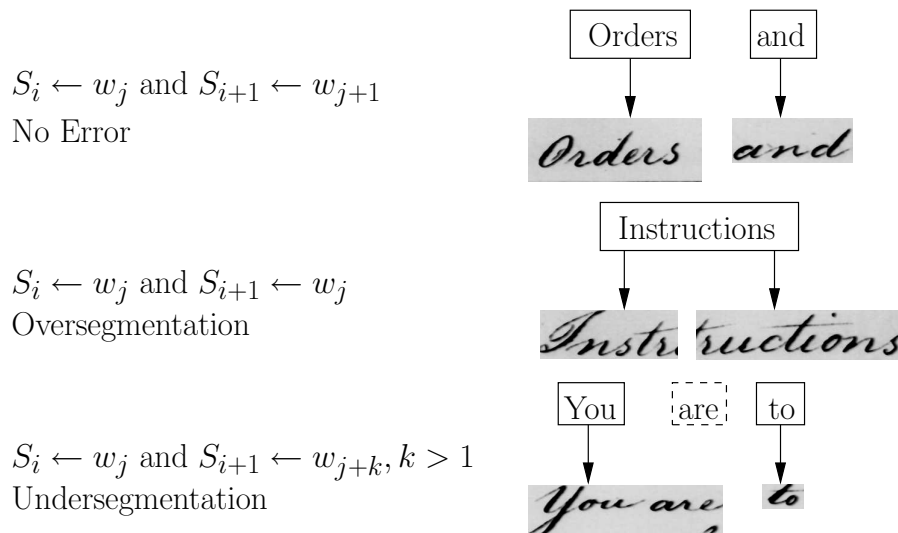 Orders and
S_i ← w_j and S_{i+1} ← w_{j+1}
No Error
Orders and
Instructions
S_i ← w_j and S_{i+1} ← w_j
Oversegmentation
Instr ructions
You are to
S_i ← w_j and S_{i+1} ← w_{j+k}, k > 1
Undersegmentation
You are to